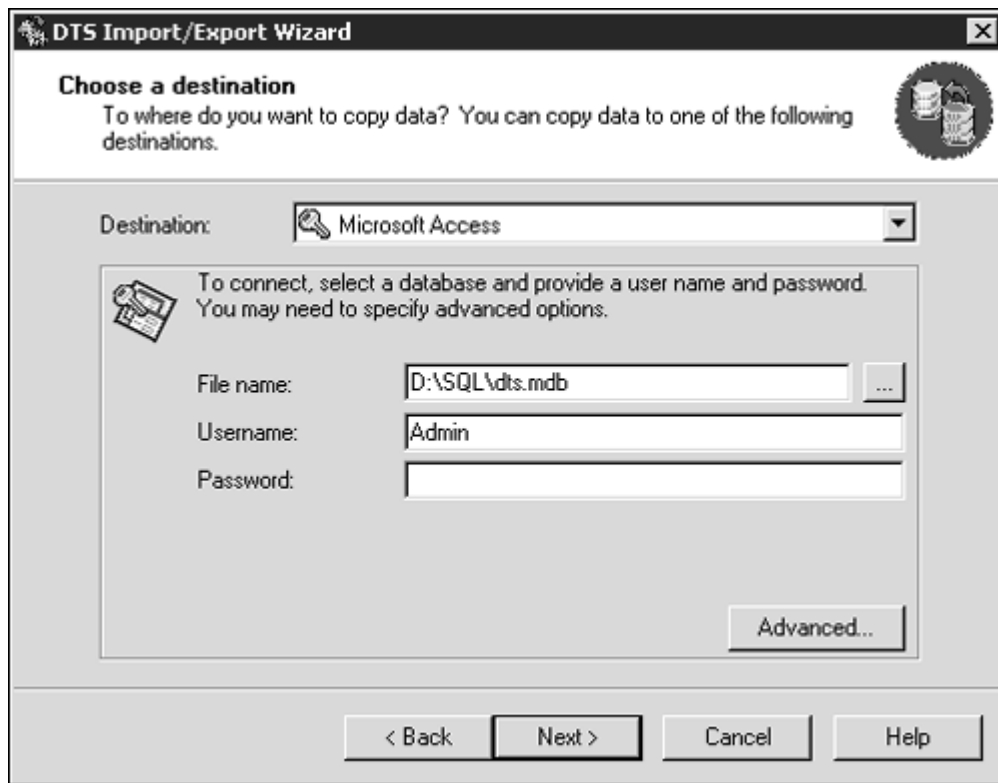 DTS Import/Export Wizard
Choose a destination
To where do you want to copy data? You can copy data to one of the following
destinations.
Destination: Microsoft Access
To connect, select a database and provide a user name and password.
You may need to specify advanced options.
File name: D:\SQL\dts.mdb ...
Username: Admin
Password:
Advanced...
< Back Next > Cancel Help